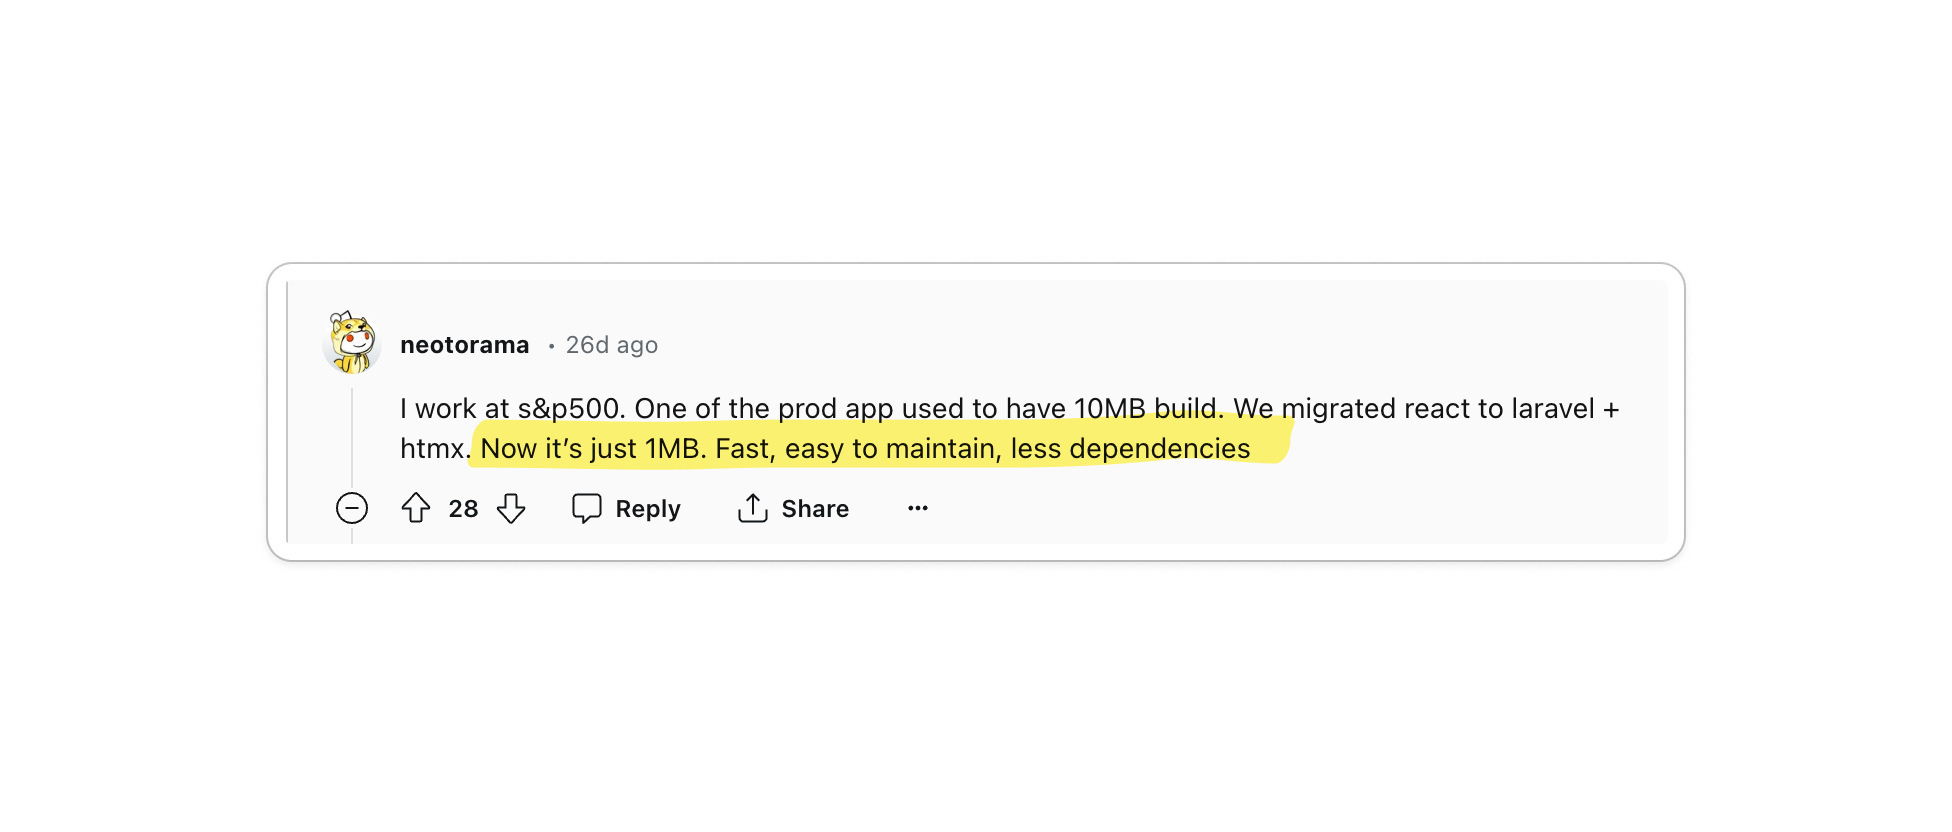 neotorama • 26d ago
I work at s&p500. One of the prod app used to have 10MB build. We migrated react to laravel +
htmx. Now it’s just 1MB. Fast, easy to maintain, less dependencies
28 Reply Share ···